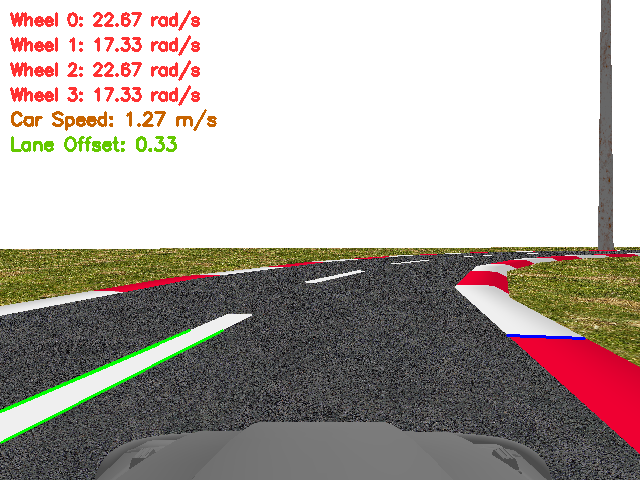 Wheel 0: 22.67 rad/s
Wheel 1: 17.33 rad/s
Wheel 2: 22.67 rad/s
Wheel 3: 17.33 rad/s
Car Speed: 1.27 m/s
Lane Offset: 0.33